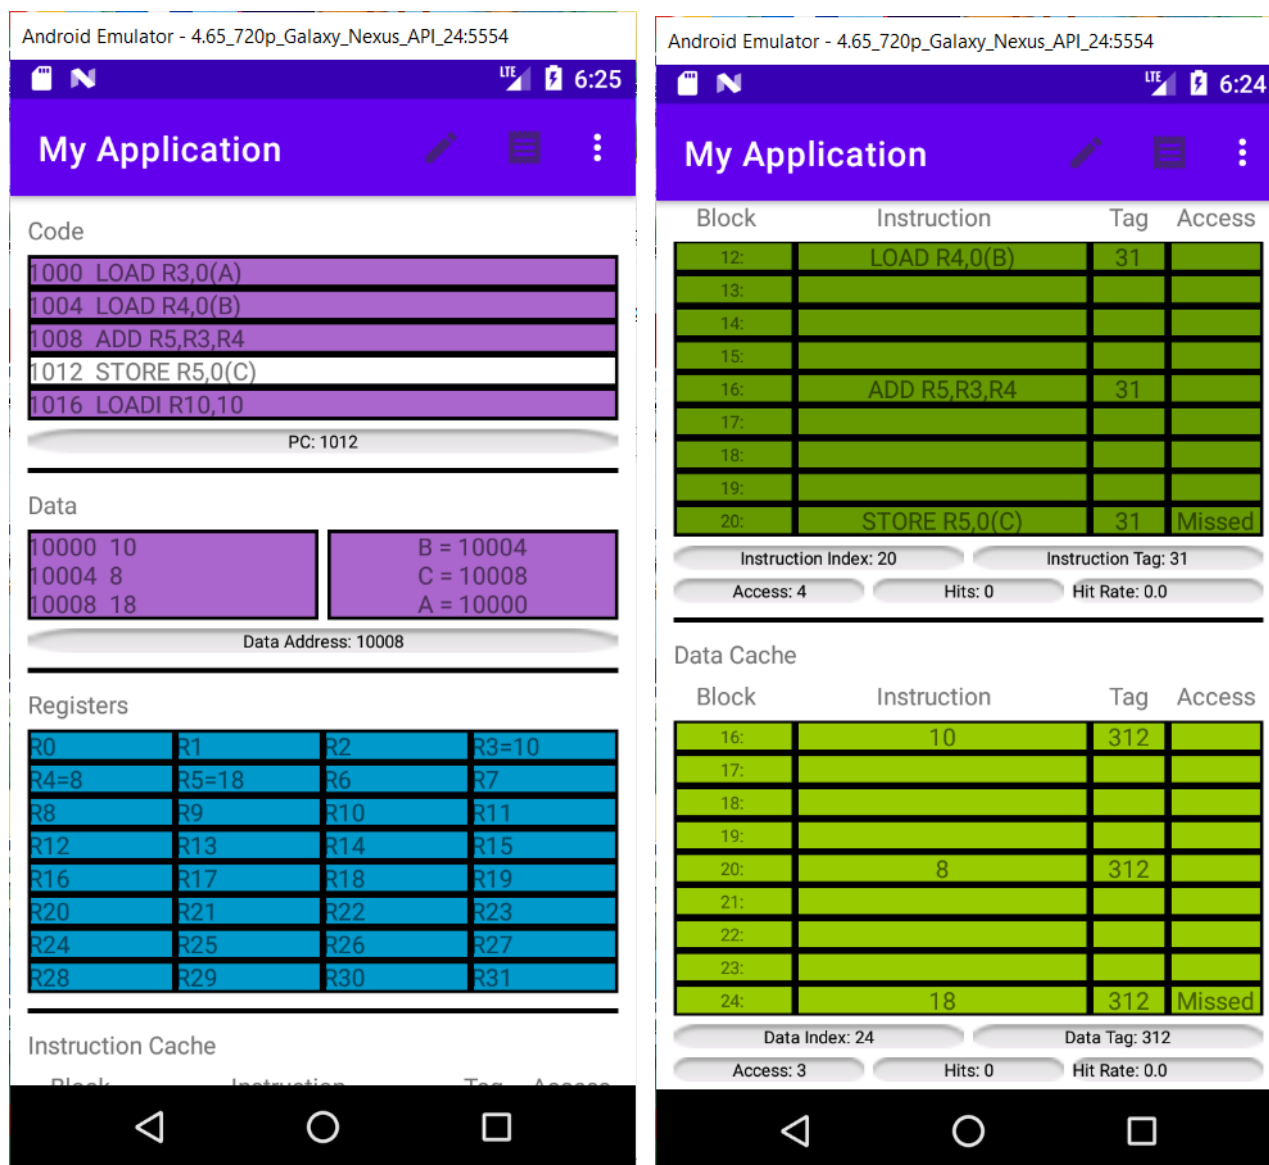 Android Emulator - 4.65_720p_Galaxy_Nexus_API_24:5554
LTE 6:25
My Application
Code
1000 LOAD R3,0(A)
1004 LOAD R4,0(B)
1008 ADD R5,R3,R4
1012 STORE R5,0(C)
1016 LOADI R10,10
PC: 1012
Data
10000 10 B = 10004
10004 8 C = 10008
10008 18 A = 10000
Data Address: 10008
Registers
R0 R1 R2 R3=10
R4=8 R5=18 R6 R7
R8 R9 R10 R11
R12 R13 R14 R15
R16 R17 R18 R19
R20 R21 R22 R23
R24 R25 R26 R27
R28 R29 R30 R31
Instruction Cache
Block Instruction Tag Access
Android Emulator - 4.65_720p_Galaxy_Nexus_API_24:5554
LTE 6:24
My Application
Block Instruction Tag Access
12: LOAD R4,0(B) 31
13:
14:
15:
16: ADD R5,R3,R4 31
17:
18:
19:
20: STORE R5,0(C) 31 Missed
Instruction Index: 20 Instruction Tag: 31
Access: 4 Hits: 0 Hit Rate: 0.0
Data Cache
Block Instruction Tag Access
16: 10 312
17:
18:
19:
20: 8 312
21:
22:
23:
24: 18 312 Missed
Data Index: 24 Data Tag: 312
Access: 3 Hits: 0 Hit Rate: 0.0